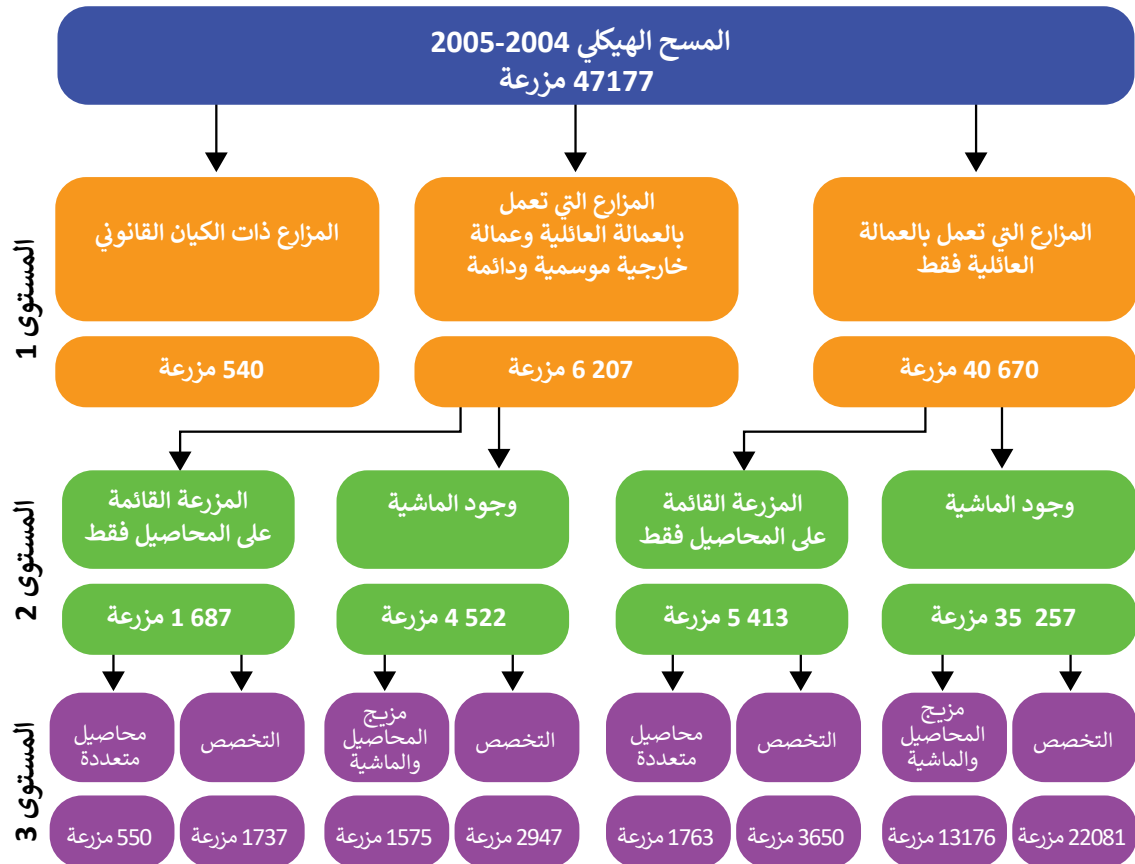 المسح الهيكلي 2004-2005
47177 مزرعة
المستوى 1
المزارع التي تعمل بالعمالة
العائلية فقط
المزارع التي تعمل
بالعمالة العائلية وعمالة
خارجية موسمية ودائمة
المزارع ذات الكيان القانوني
40 670 مزرعة
6 207 مزرعة
540 مزرعة
المستوى 2
وجود الماشية
المزرعة القائمة
على المحاصيل فقط
وجود الماشية
المزرعة القائمة
على المحاصيل فقط
35 257 مزرعة
5 413 مزرعة
4 522 مزرعة
1 687 مزرعة
المستوى 3
التخصص
مزيج
المحاصيل
والماشية
التخصص
محاصيل
متعددة
التخصص
مزيج
المحاصيل
والماشية
التخصص
محاصيل
متعددة
22081 مزرعة
13176 مزرعة
3650 مزرعة
1763 مزرعة
2947 مزرعة
1575 مزرعة
1737 مزرعة
550 مزرعة